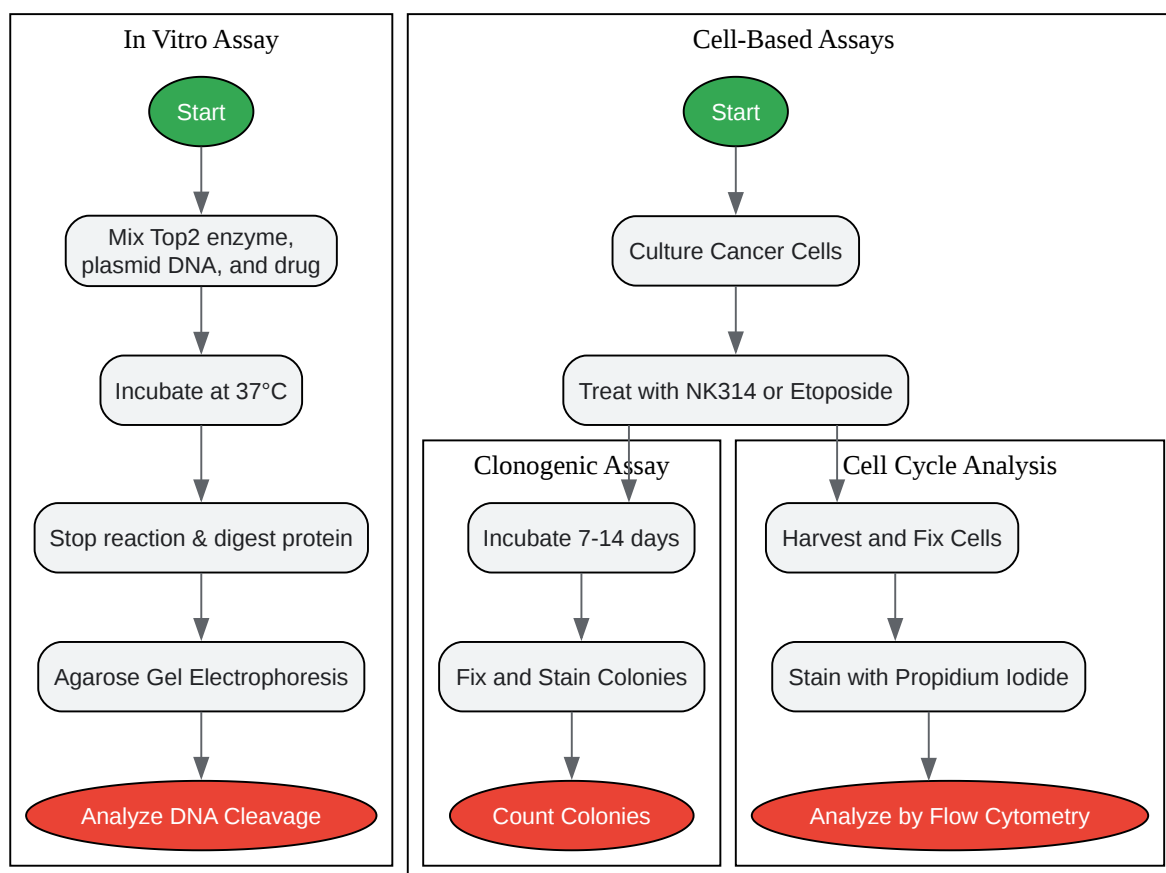 In Vitro Assay
Start
Mix Top2 enzyme,
plasmid DNA, and drug
Incubate at 37°C
Stop reaction & digest protein
Agarose Gel Electrophoresis
Analyze DNA Cleavage
Cell-Based Assays
Start
Culture Cancer Cells
Treat with NK314 or Etoposide
Clonogenic Assay
Incubate 7-14 days
Fix and Stain Colonies
Count Colonies
Cell Cycle Analysis
Harvest and Fix Cells
Stain with Propidium Iodide
Analyze by Flow Cytometry